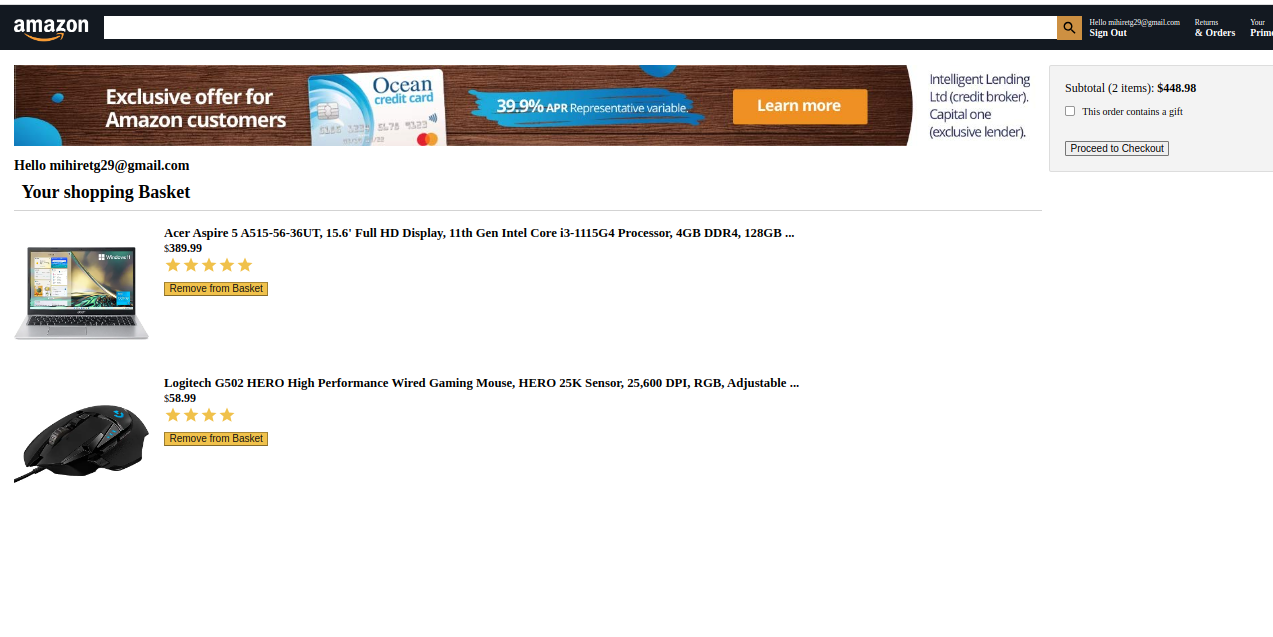 amazon
Hello mihiretg29@gmail.com
Sign Out
Returns
& Orders
Your
Prime
Exclusive offer for
Amazon customers
Ocean
credit card
39.9% APR Representative variable.
Learn more
Intelligent Lending
Ltd (credit broker).
Capital one
(exclusive lender).
Subtotal (2 items): $448.98
This order contains a gift
Proceed to Checkout
Hello mihiretg29@gmail.com
Your shopping Basket
Acer Aspire 5 A515-56-36UT, 15.6' Full HD Display, 11th Gen Intel Core i3-1115G4 Processor, 4GB DDR4, 128GB ...
$389.99
Remove from Basket
Windows 11
Logitech G502 HERO High Performance Wired Gaming Mouse, HERO 25K Sensor, 25,600 DPI, RGB, Adjustable ...
$58.99
Remove from Basket